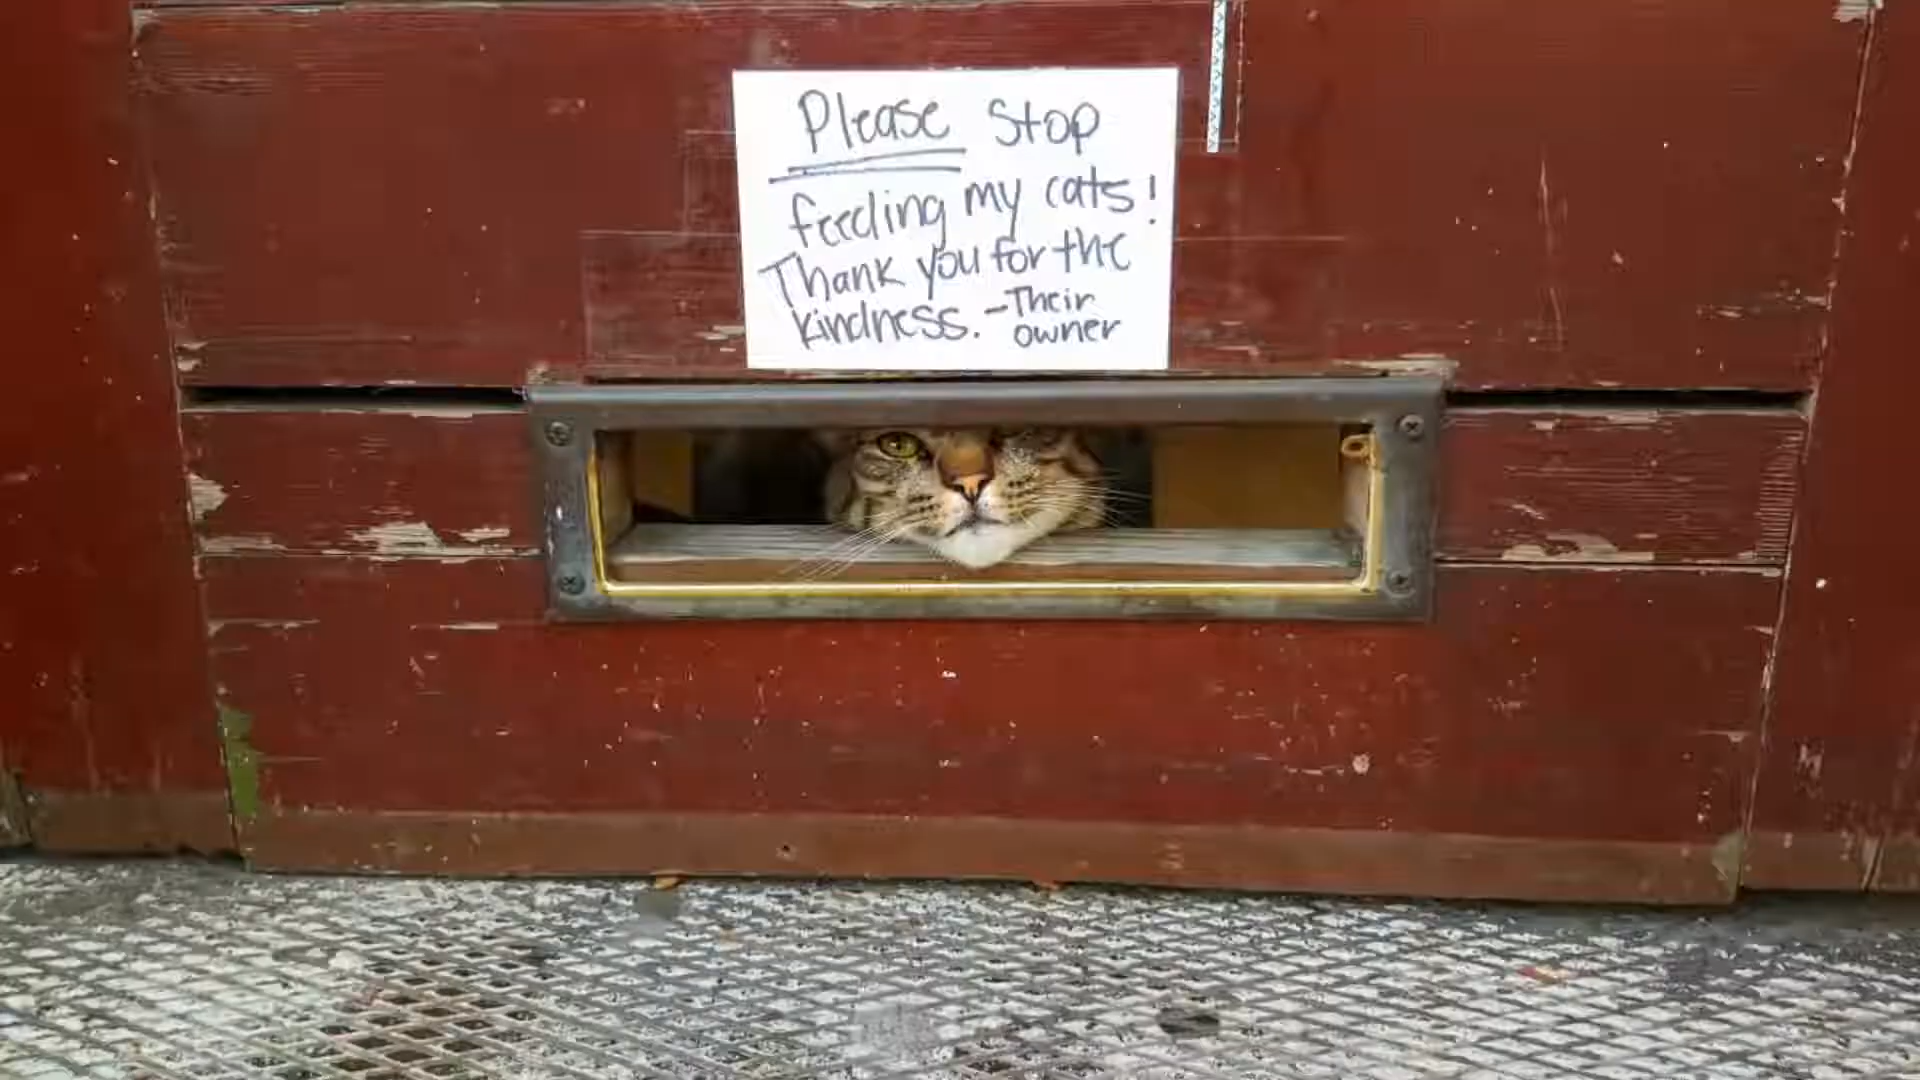 Please stop
feeding my cats!
Thank you for the
kindness. -Their
owner